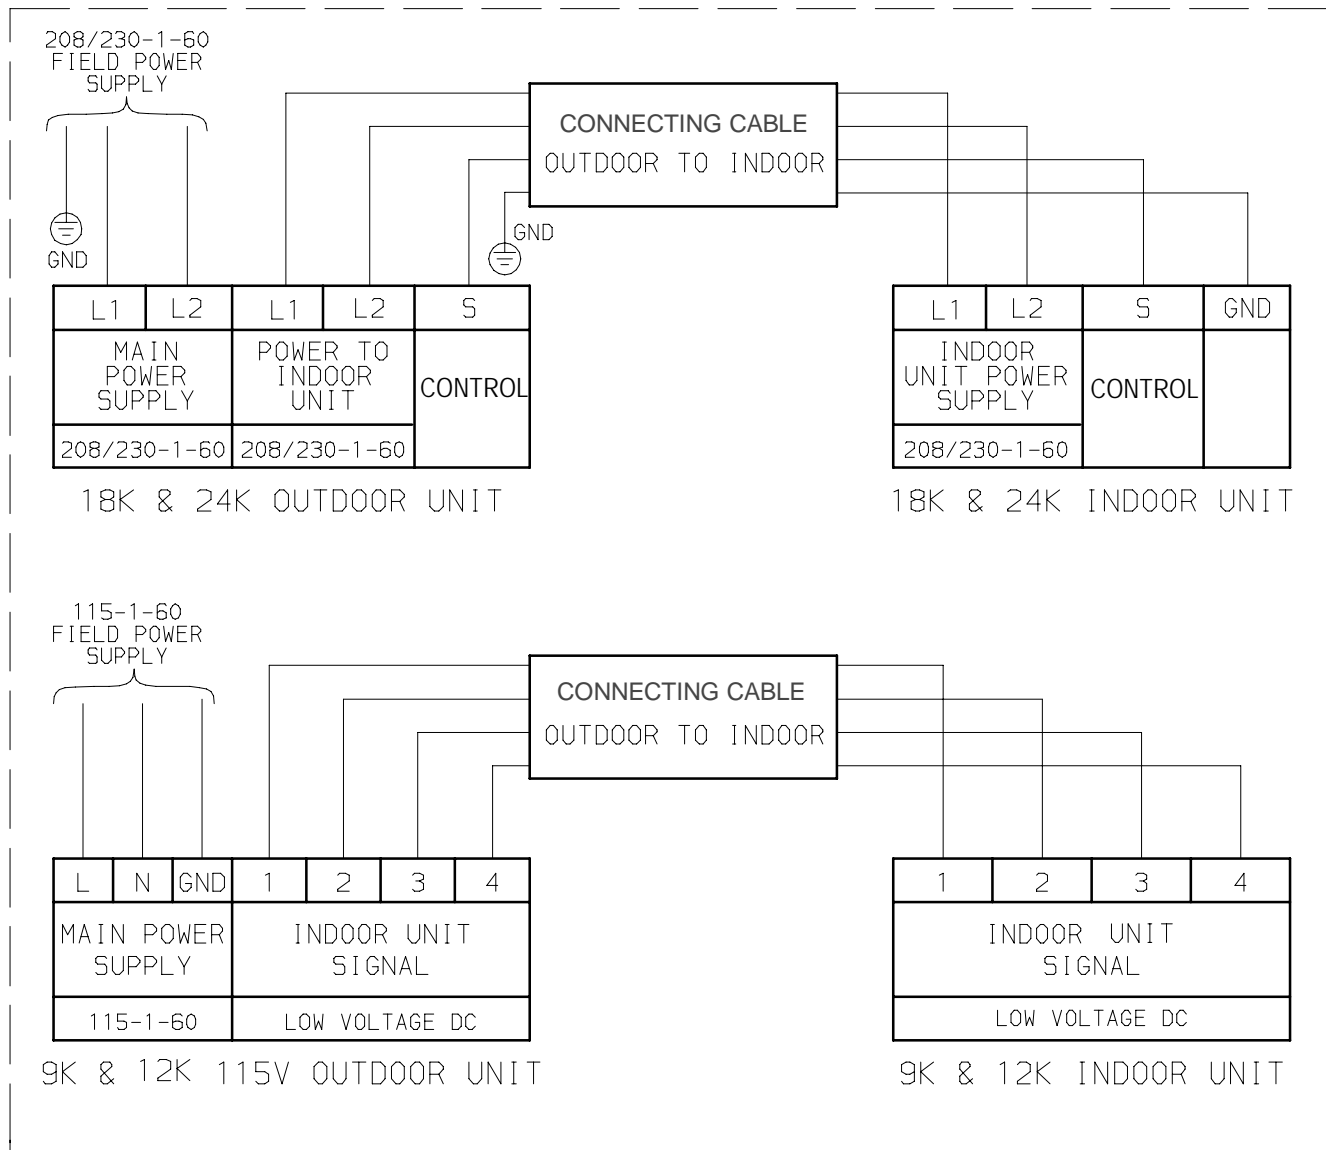 208/230-1-60
FIELD POWER
SUPPLY
GND
CONNECTING CABLE
OUTDOOR TO INDOOR
GND
L1 L2 L1 L2 S
MAIN
POWER
SUPPLY
POWER TO
INDOOR
UNIT
CONTROL
208/230-1-60 208/230-1-60
18K & 24K OUTDOOR UNIT
L1 L2 S GND
INDOOR
UNIT POWER
SUPPLY
CONTROL
208/230-1-60
18K & 24K INDOOR UNIT
115-1-60
FIELD POWER
SUPPLY
CONNECTING CABLE
OUTDOOR TO INDOOR
L N GND 1 2 3 4
MAIN POWER
SUPPLY
INDOOR UNIT
SIGNAL
115-1-60 LOW VOLTAGE DC
9K & 12K 115V OUTDOOR UNIT
1 2 3 4
INDOOR UNIT
SIGNAL
LOW VOLTAGE DC
9K & 12K INDOOR UNIT